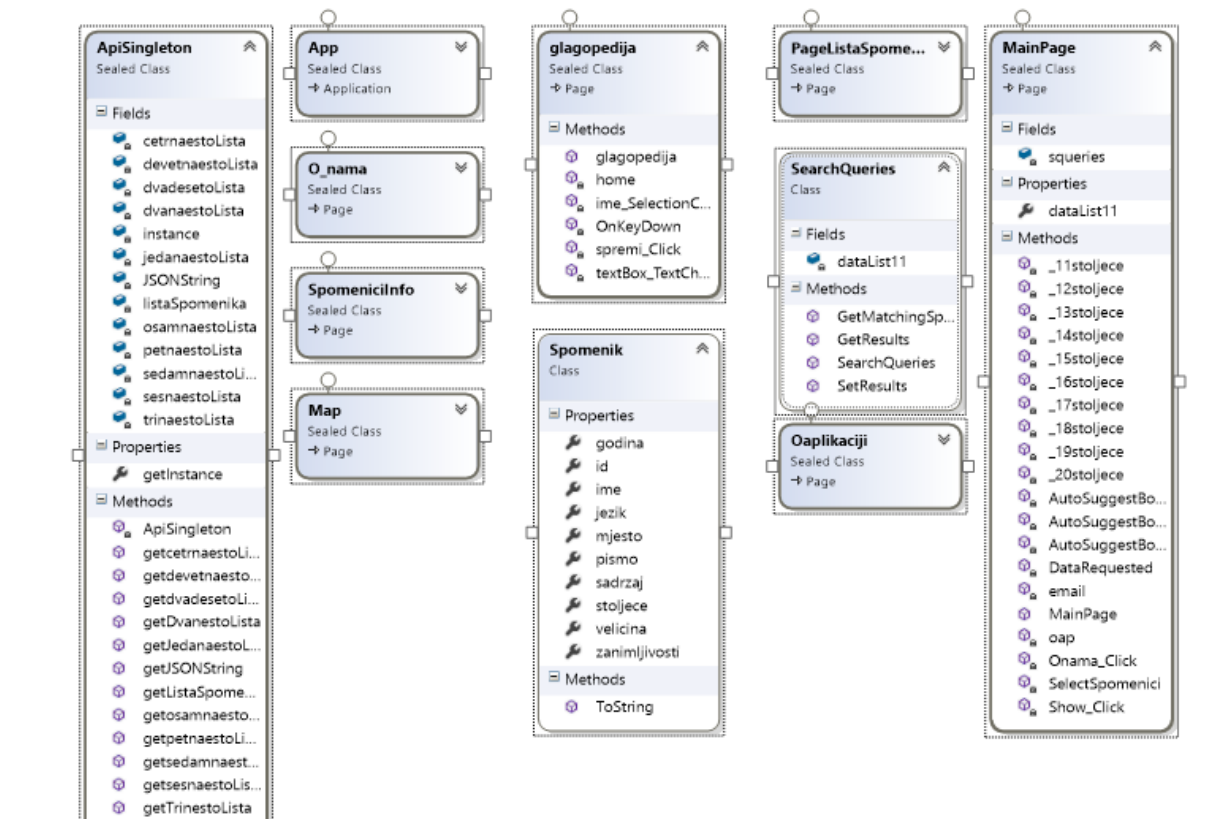 ApiSingleton
Sealed Class
Fields
cetrnaestoLista
devetnaestoLista
dvadesetoLista
dvanaestoLista
instance
jedanaestoLista
JSONString
listaSpomenika
osamnaestoLista
petnaestoLista
sedamnaestoLi...
sesnaestoLista
trinaestoLista
Properties
getInstance
Methods
ApiSingleton
getcetrnaestoLi...
getdevetnaesto...
getdvadesetoLi...
getDvanestoLista
getJedanaestoL...
getJSONString
getListaSpome...
getosamnaesto...
getpetnaestoLi...
getsedamnaest...
getsesnaestoLis...
getTrinestoLista
App
Sealed Class
Application
O_nama
Sealed Class
Page
SpomeniciInfo
Sealed Class
Page
Map
Sealed Class
Page
glagopedija
Sealed Class
Page
Methods
glagopedija
home
ime_SelectionC...
OnKeyDown
spremi_Click
textBox_TextCh...
Spomenik
Class
Properties
godina
id
ime
jezik
mjesto
pismo
sadrzaj
stoljece
velicina
zanimljivosti
Methods
ToString
PageListaSpome...
Sealed Class
Page
SearchQueries
Class
Fields
dataList11
Methods
GetMatchingSp...
GetResults
SearchQueries
SetResults
Oaplikaciji
Sealed Class
Page
MainPage
Sealed Class
Page
Fields
squeries
Properties
dataList11
Methods
_11stoljece
_12stoljece
_13stoljece
_14stoljece
_15stoljece
_16stoljece
_17stoljece
_18stoljece
_19stoljece
_20stoljece
AutoSuggestBo...
AutoSuggestBo...
AutoSuggestBo...
DataRequested
email
MainPage
oap
Onama_Click
SelectSpomenici
Show_Click